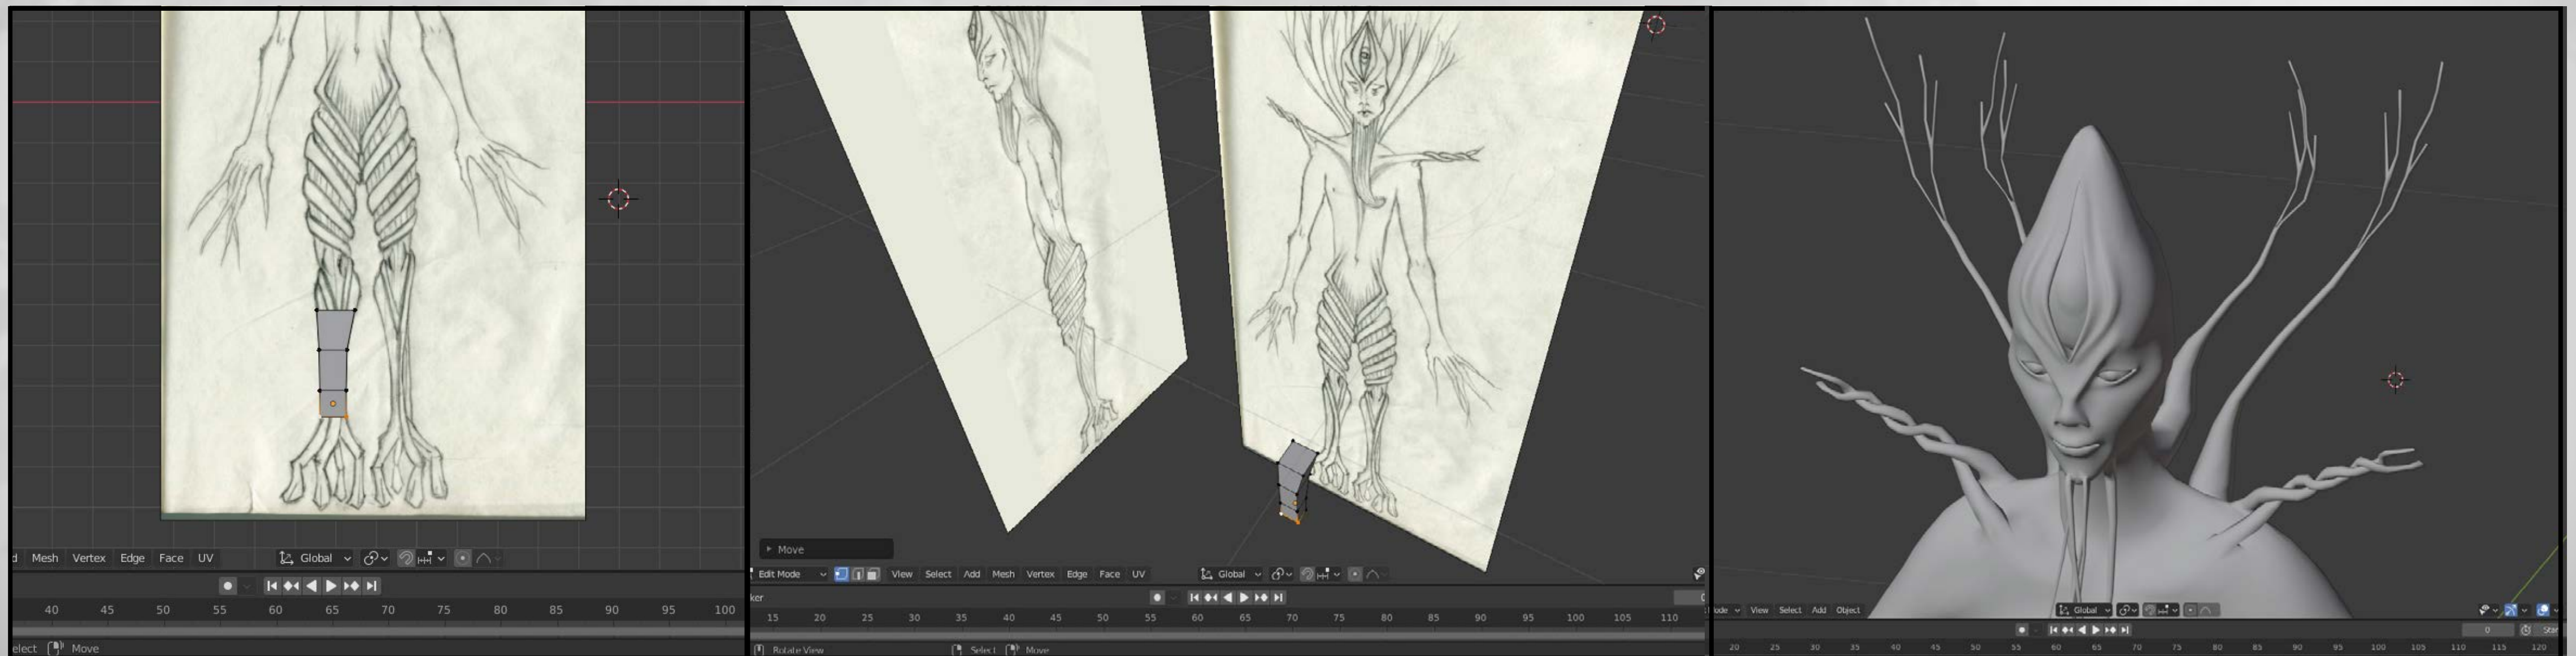 Mesh Vertex Edge Face UV Global
40 45 50 55 60 65 70 75 80 85 90 95 100
Move
Move
Edit Mode View Select Add Mesh Vertex Edge Face UV Global
15 20 25 30 35 40 45 50 55 60 65 70 75 80 85 90 95 100 105 110
Rotate View Select Move
View Select Add Object Global
0
20 25 30 35 40 45 50 55 60 65 70 75 80 85 90 95 100 105 110 115 120